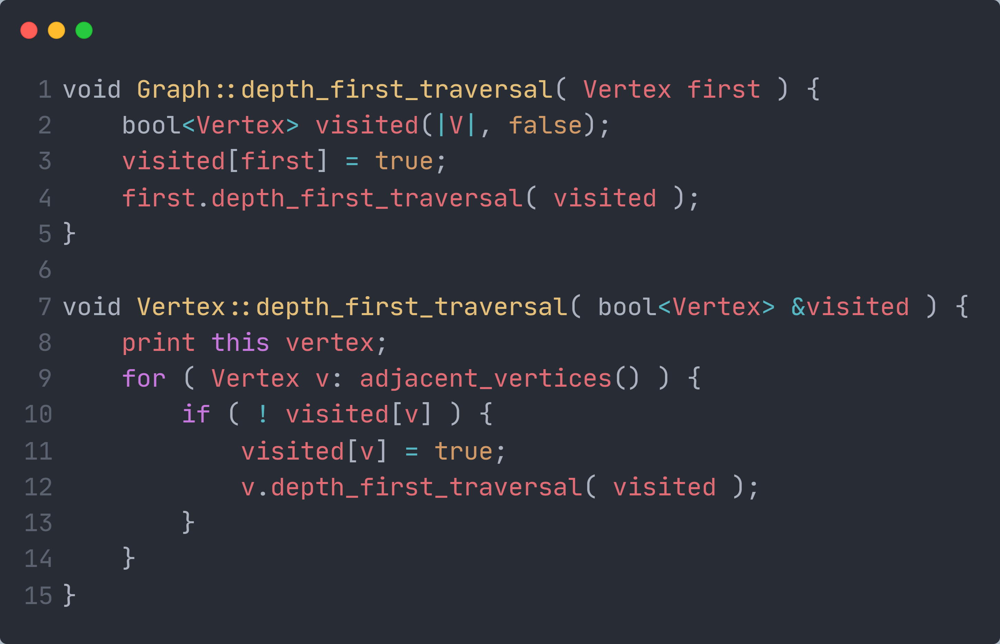 1 void Graph::depth_first_traversal( Vertex first ) {
2     bool<Vertex> visited(|V|, false);
3     visited[first] = true;
4     first.depth_first_traversal( visited );
5 }
6
7 void Vertex::depth_first_traversal( bool<Vertex> &visited ) {
8     print this vertex;
9     for ( Vertex v: adjacent_vertices() ) {
10         if ( ! visited[v] ) {
11             visited[v] = true;
12             v.depth_first_traversal( visited );
13         }
14     }
15 }